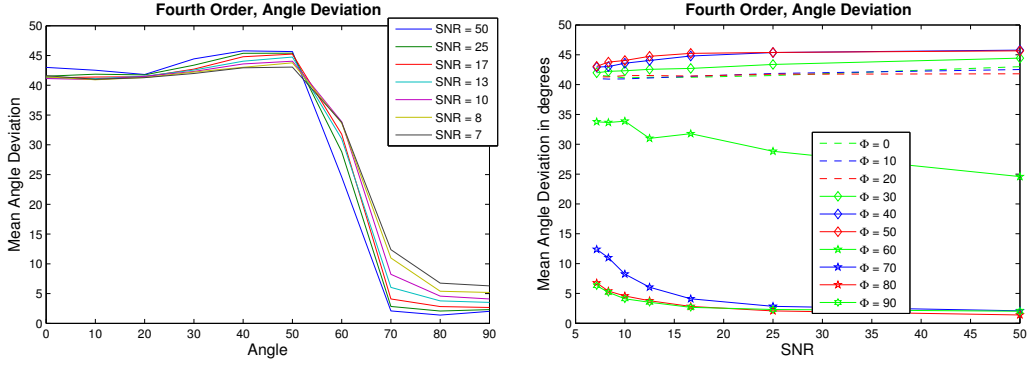 Fourth Order, Angle Deviation
Mean Angle Deviation
50
45
40
35
30
25
20
15
10
5
0
0 10 20 30 40 50 60 70 80 90
Angle
SNR = 50
SNR = 25
SNR = 17
SNR = 13
SNR = 10
SNR = 8
SNR = 7
Fourth Order, Angle Deviation
Mean Angle Deviation in degrees
50
45
40
35
30
25
20
15
10
5
0
5 10 15 20 25 30 35 40 45 50
SNR
Φ = 0
Φ = 10
Φ = 20
Φ = 30
Φ = 40
Φ = 50
Φ = 60
Φ = 70
Φ = 80
Φ = 90